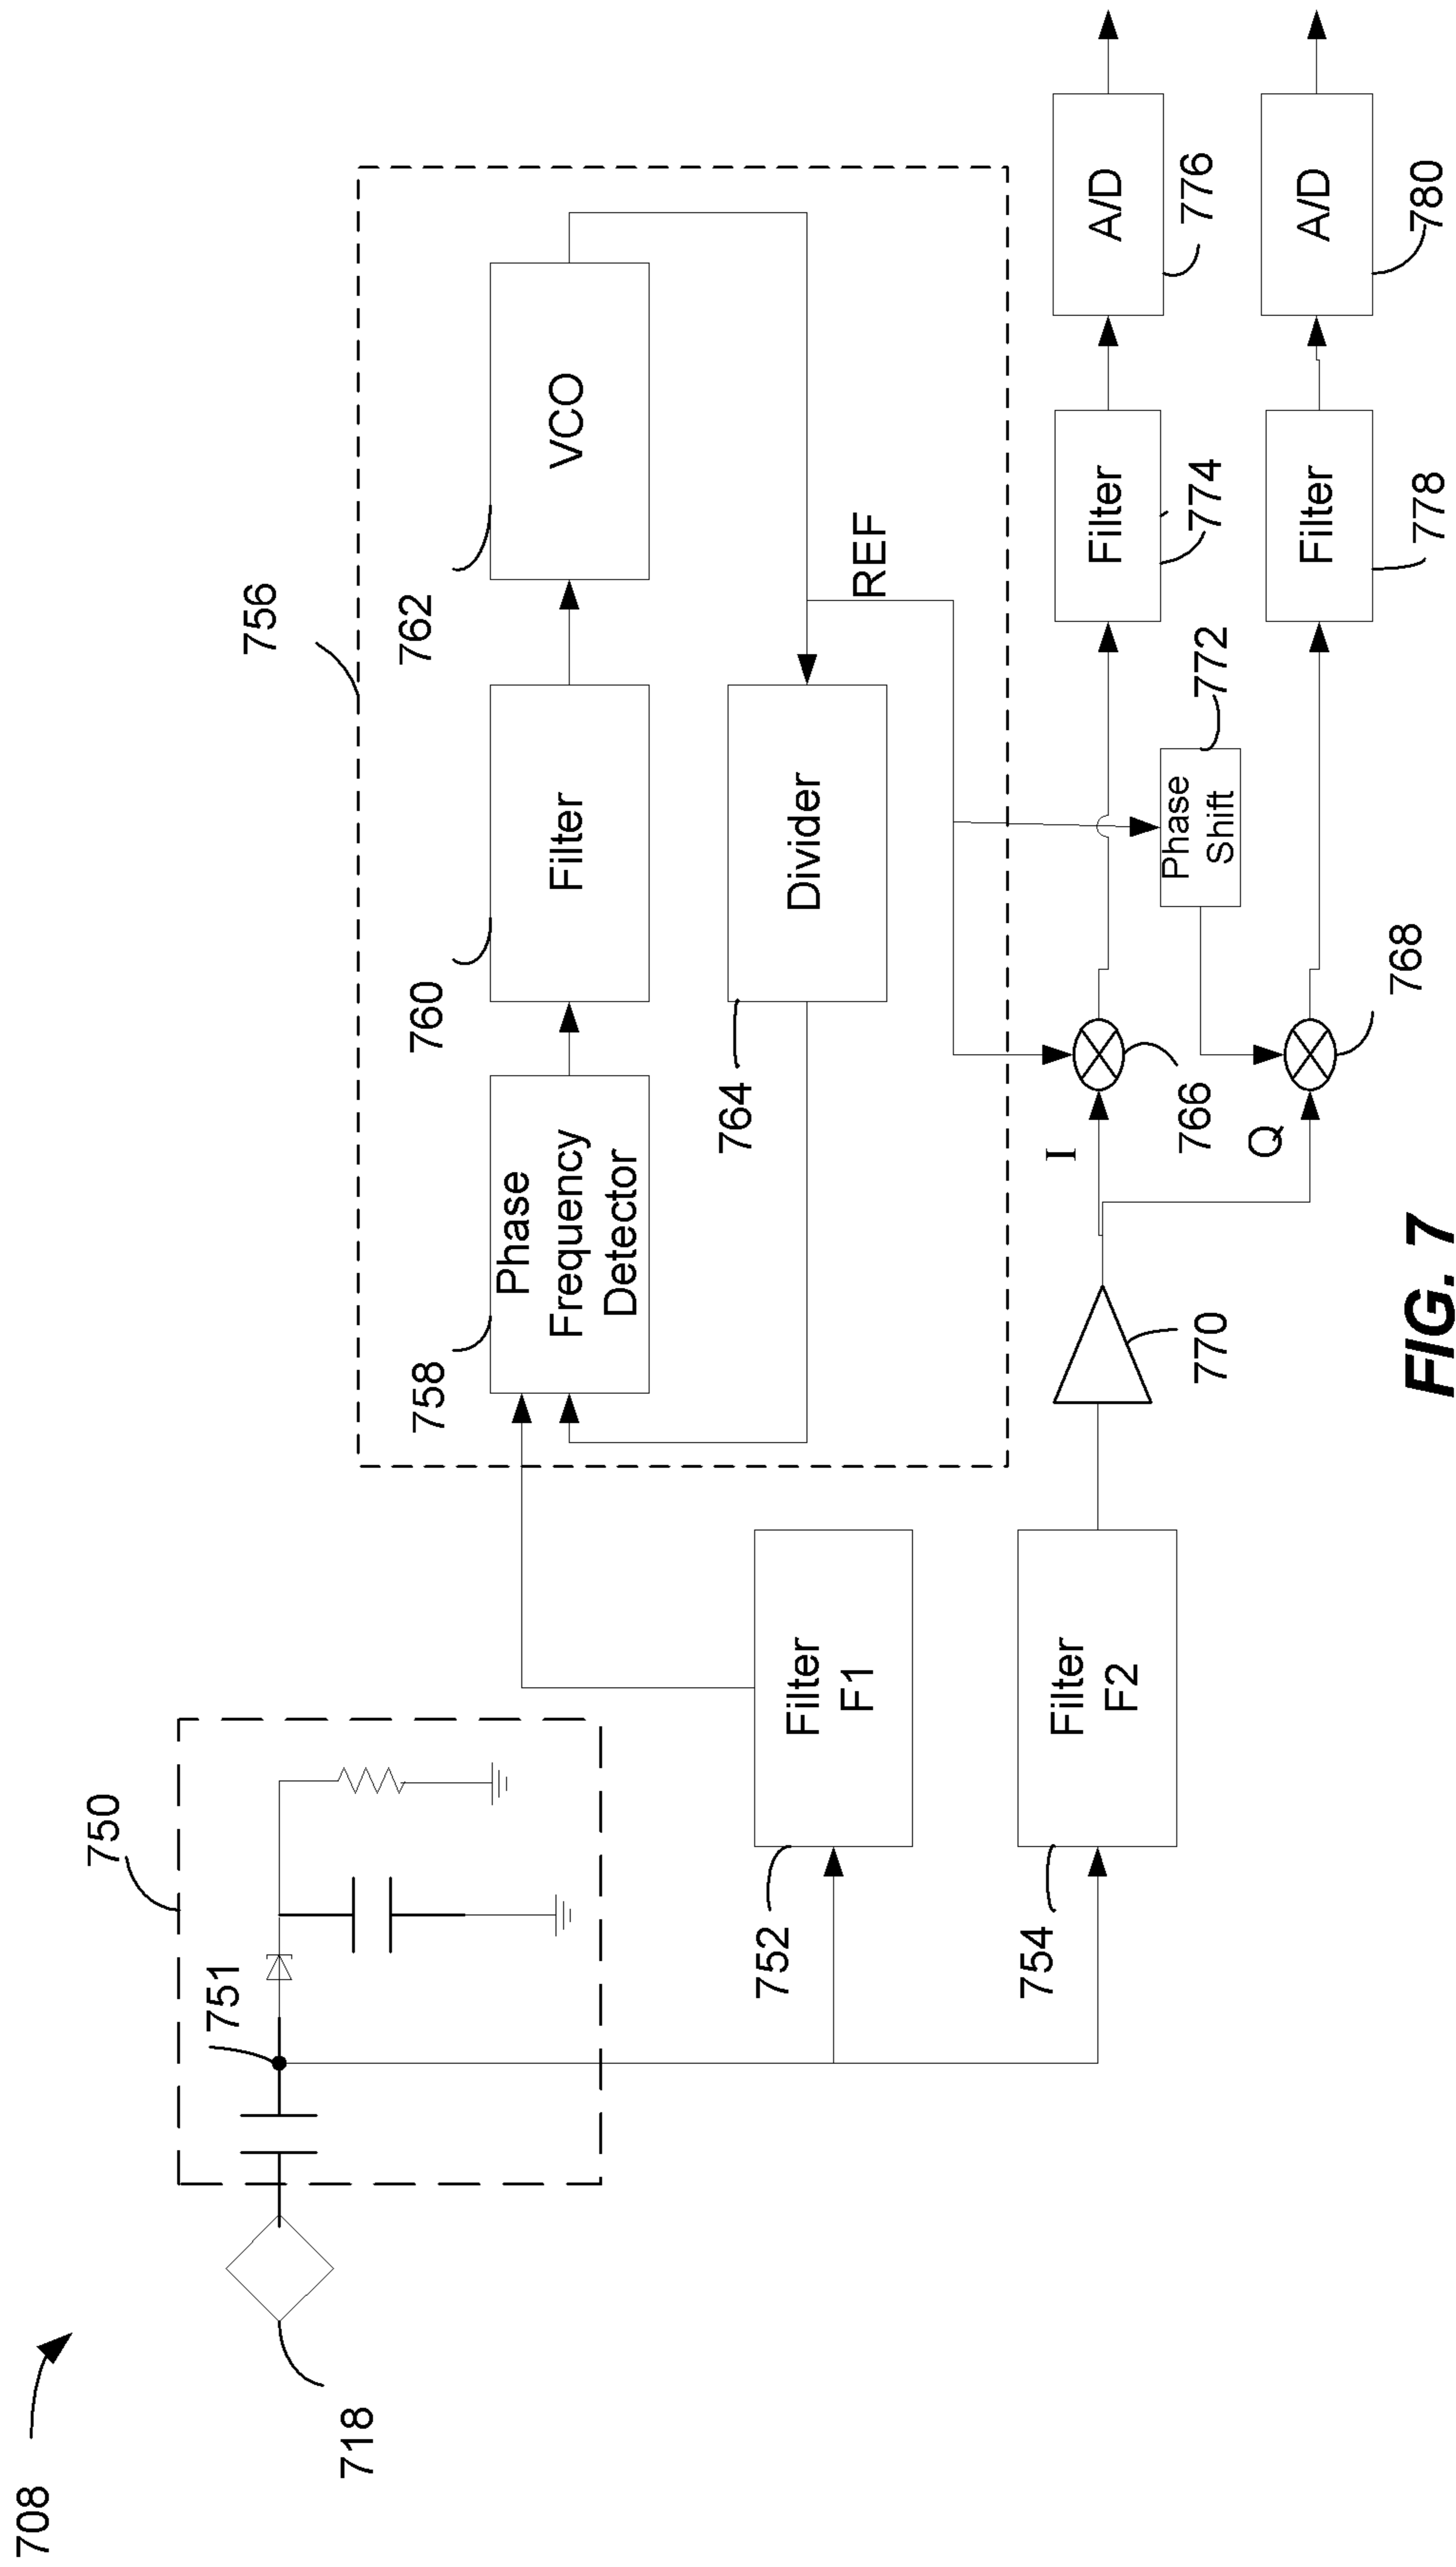 708
718
750
751
752
Filter
F1
754
Filter
F2
756
758
Phase
Frequency
Detector
760
Filter
762
VCO
764
Divider
REF
770
I
Q
766
768
772
Phase
Shift
774
Filter
776
A/D
778
Filter
780
A/D
FIG. 7